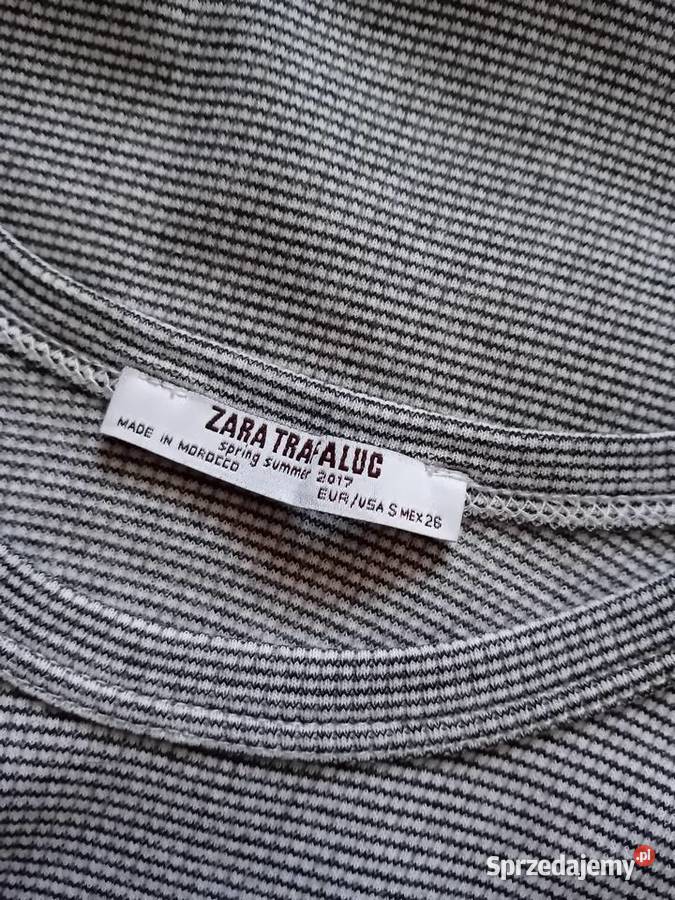 ZARA TRAFALUC
spring summer 2017
MADE IN MOROCCO
EUR/USA S MEX 26
Sprzedajemy.pl